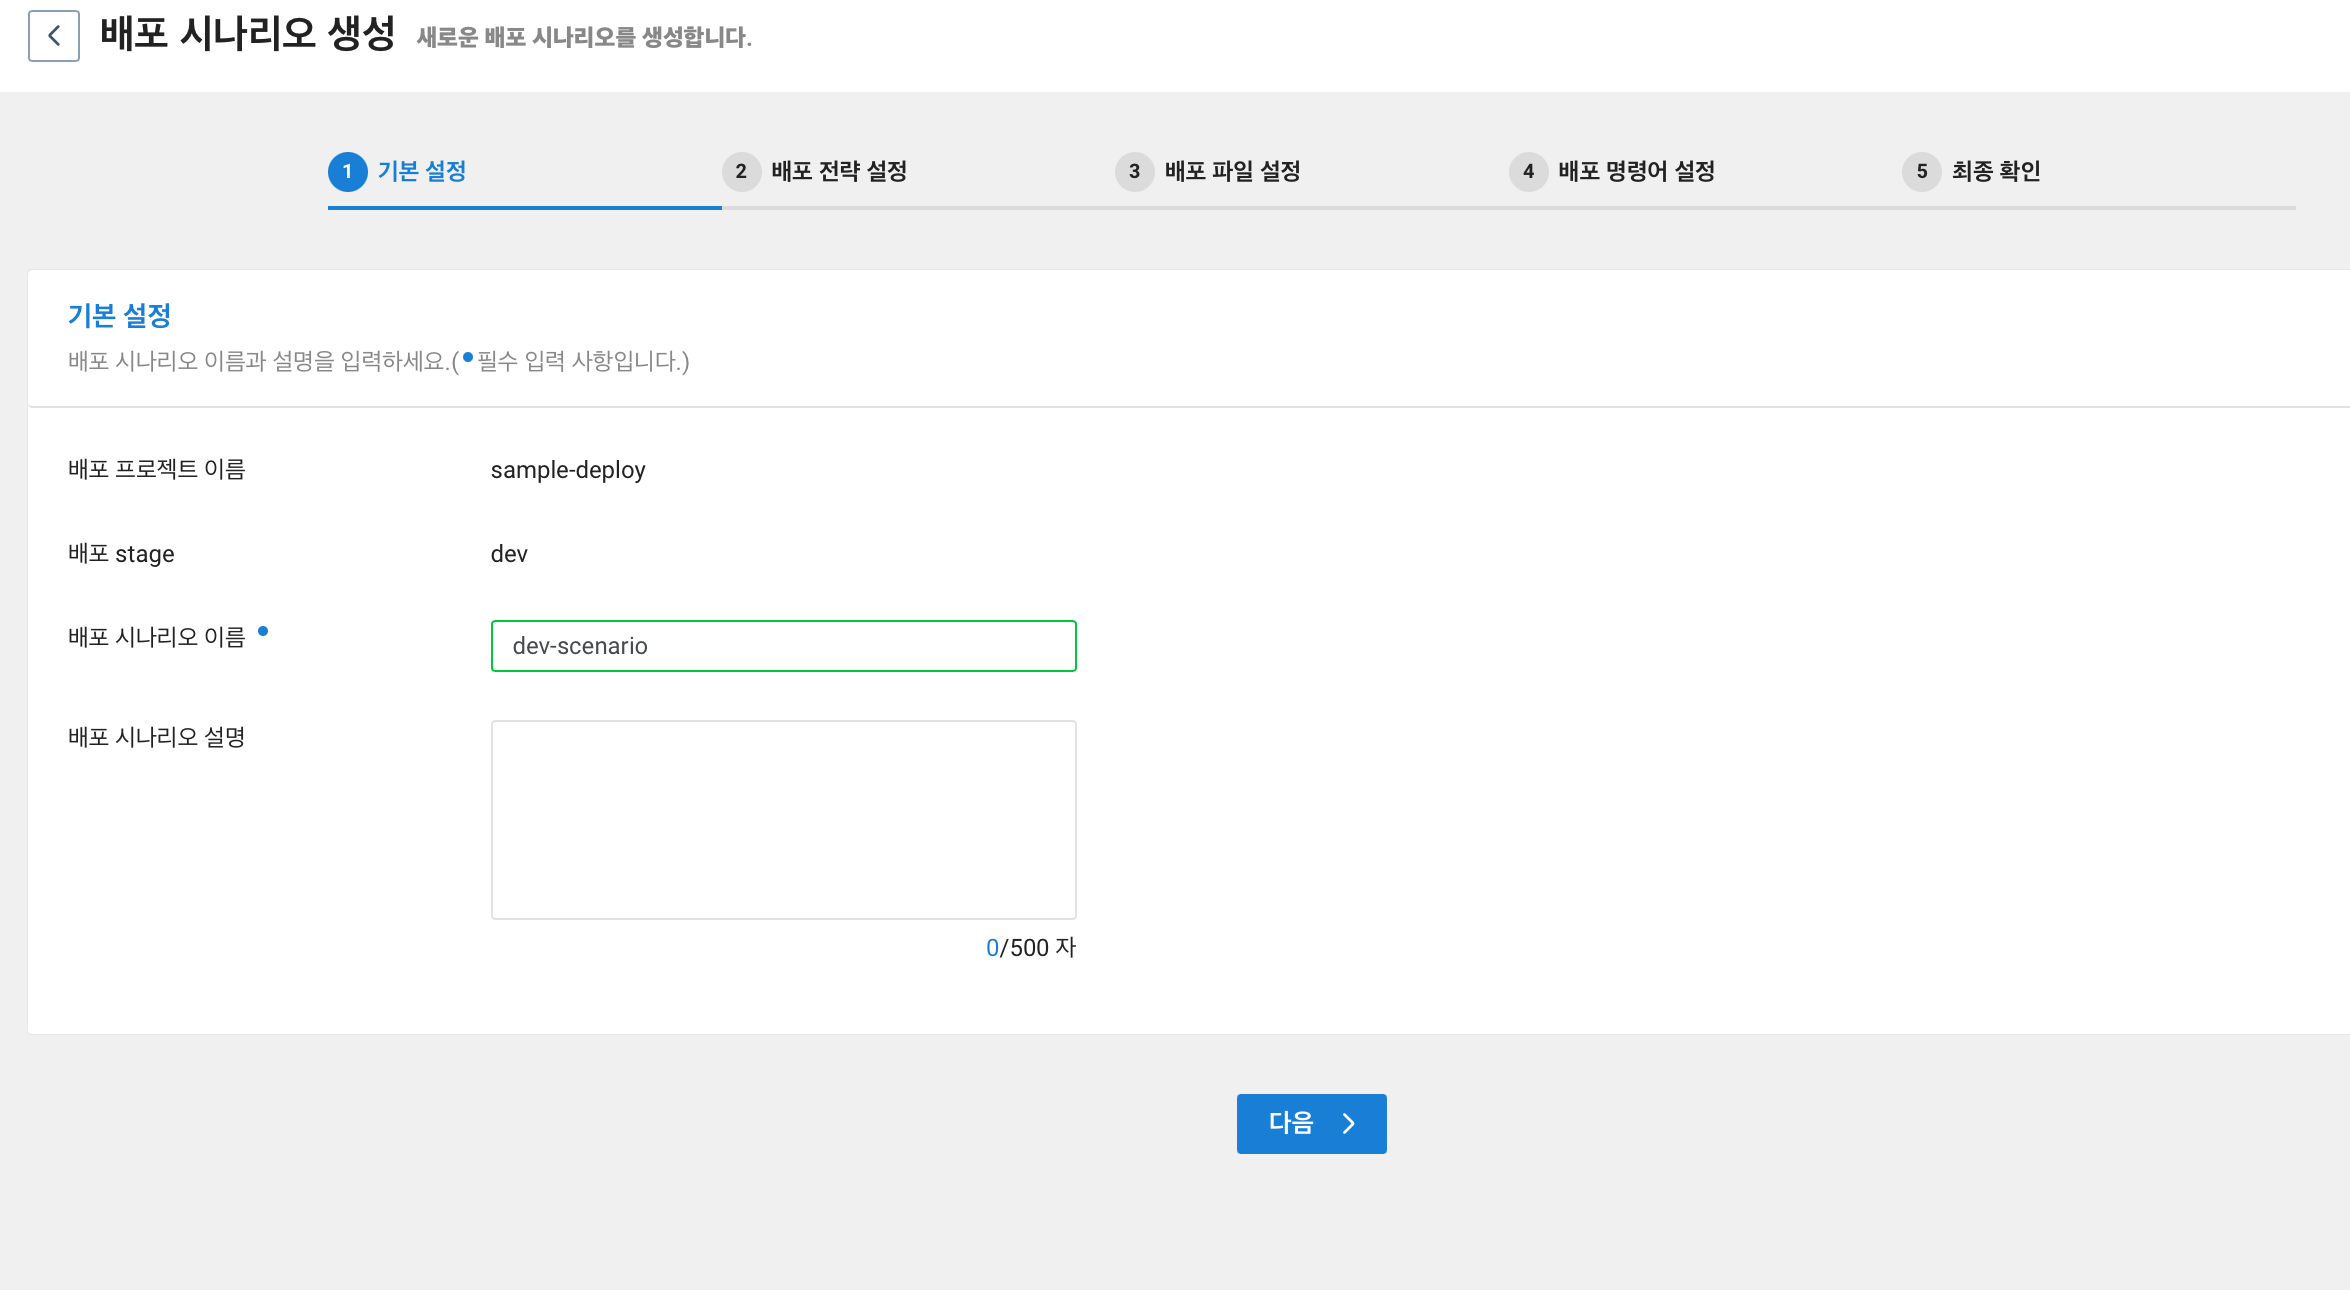 배포 시나리오 생성 새로운 배포 시나리오를 생성합니다.
1 기본 설정 2 배포 전략 설정 3 배포 파일 설정 4 배포 명령어 설정 5 최종 확인
기본 설정
배포 시나리오 이름과 설명을 입력하세요.(•필수 입력 사항입니다.)
배포 프로젝트 이름 sample-deploy
배포 stage dev
배포 시나리오 이름 • dev-scenario
배포 시나리오 설명
0/500 자
다음